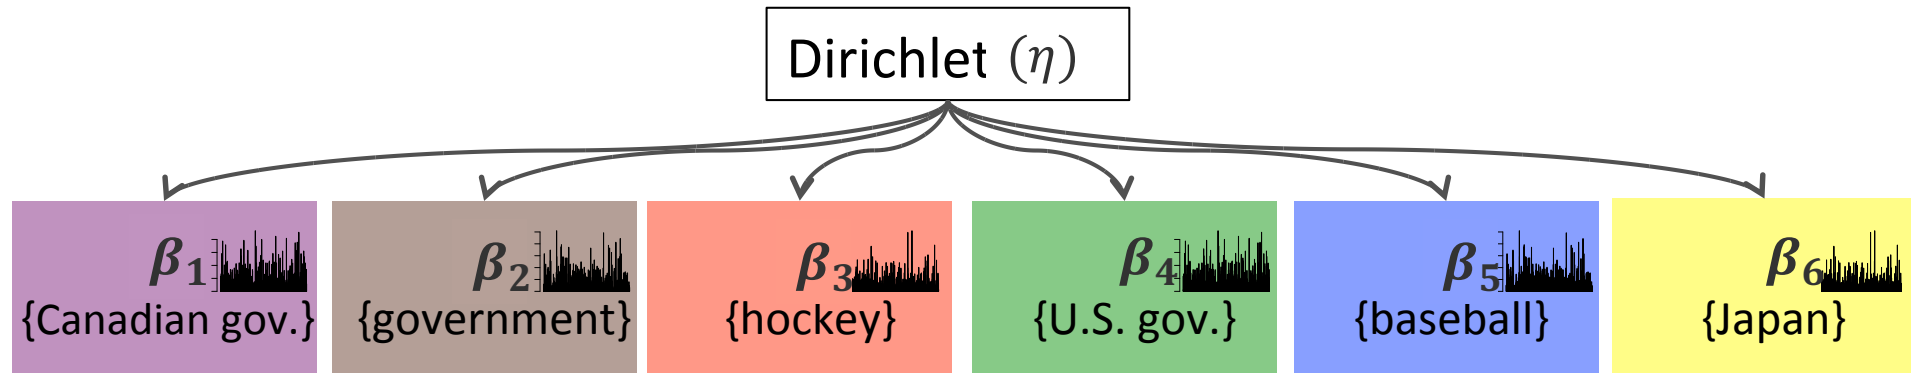 Dirichlet (η)
β₁ β₂ β₃ β₄ β₅ β₆
{Canadian gov.} {government} {hockey} {U.S. gov.} {baseball} {Japan}